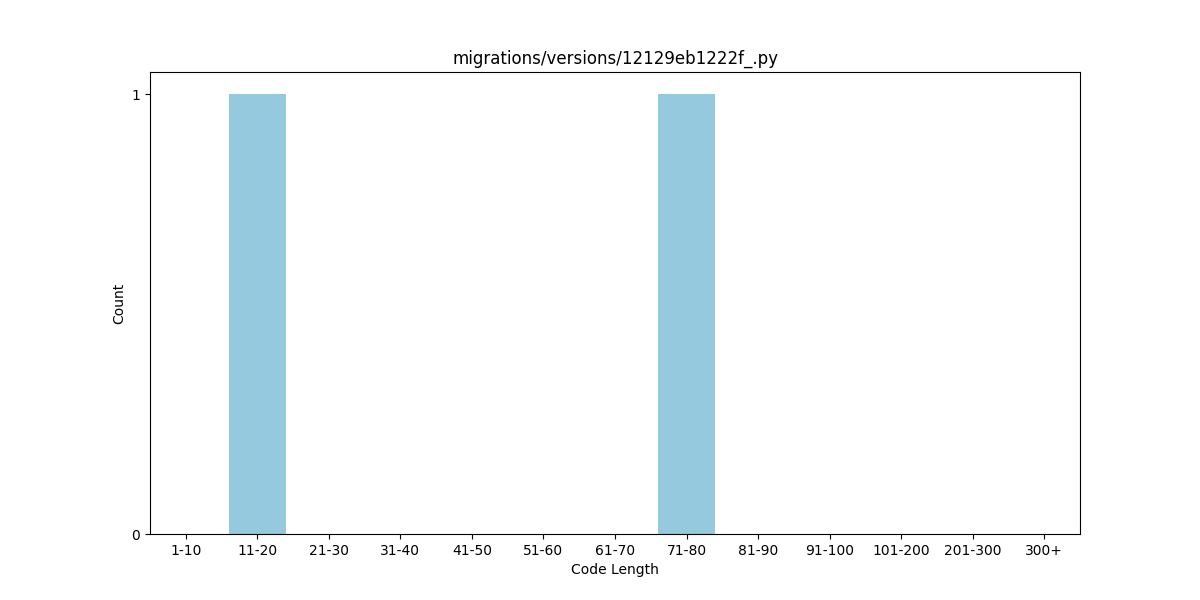 migrations/versions/12129eb1222f_.py
1
Count
0
1-10 11-20 21-30 31-40 41-50 51-60 61-70 71-80 81-90 91-100 101-200 201-300 300+
Code Length